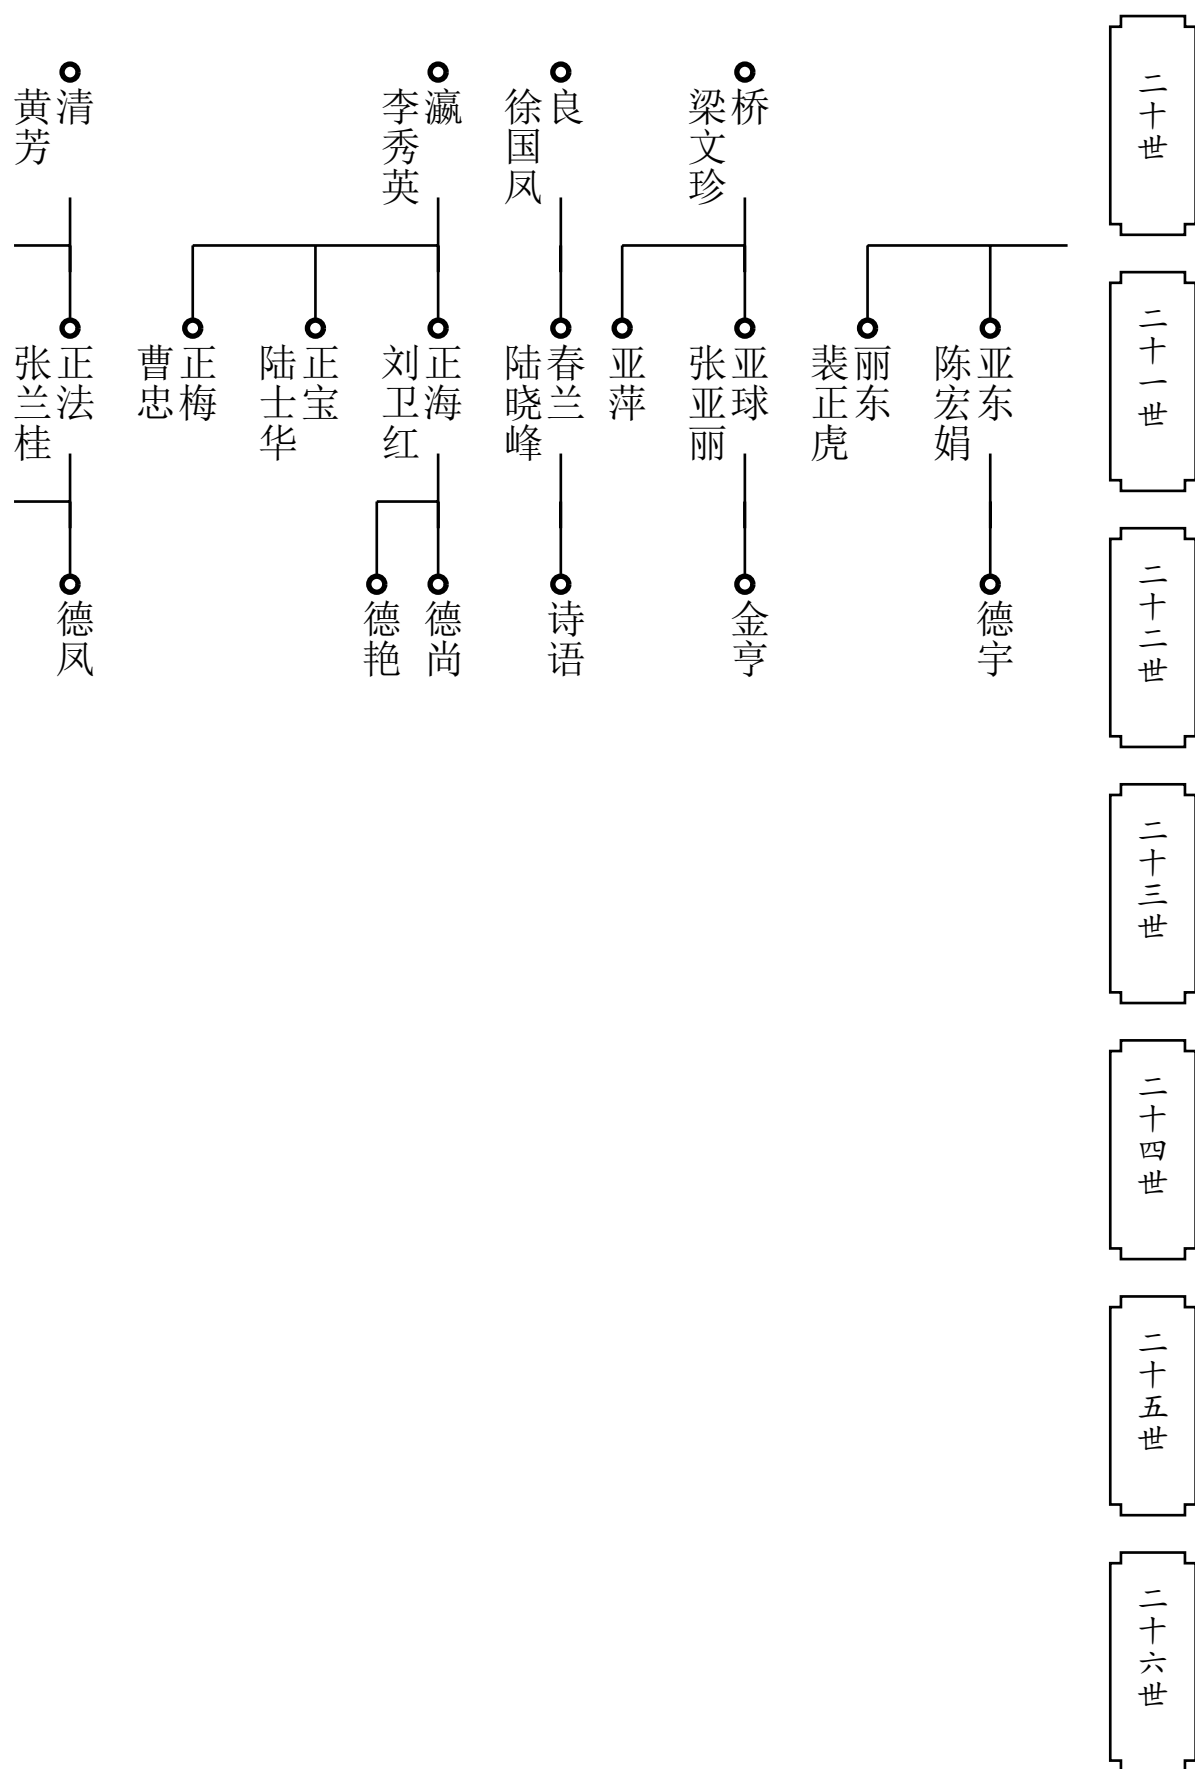 二十世
桥
梁文珍
良
徐国凤
瀛
李秀英
清
黄芳
二十一世
亚东
陈宏娟
丽东
裴正虎
亚球
张亚丽
亚萍
春兰
陆晓峰
正海
刘卫红
正宝
陆士华
正梅
曹忠
正法
张兰桂
二十二世
德宇
金亨
诗语
德尚
德艳
德凤
二十三世
二十四世
二十五世
二十六世